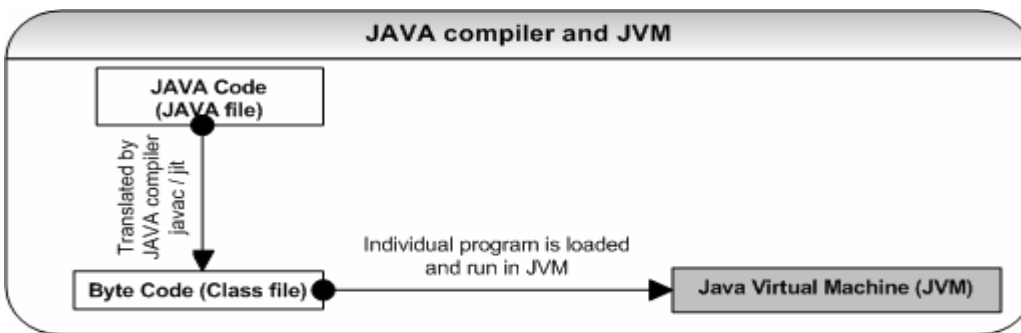 JAVA compiler and JVM
JAVA Code
(JAVA file)
Translated by
JAVA compiler
javac / jit
Individual program is loaded
and run in JVM
Byte Code (Class file)
Java Virtual Machine (JVM)